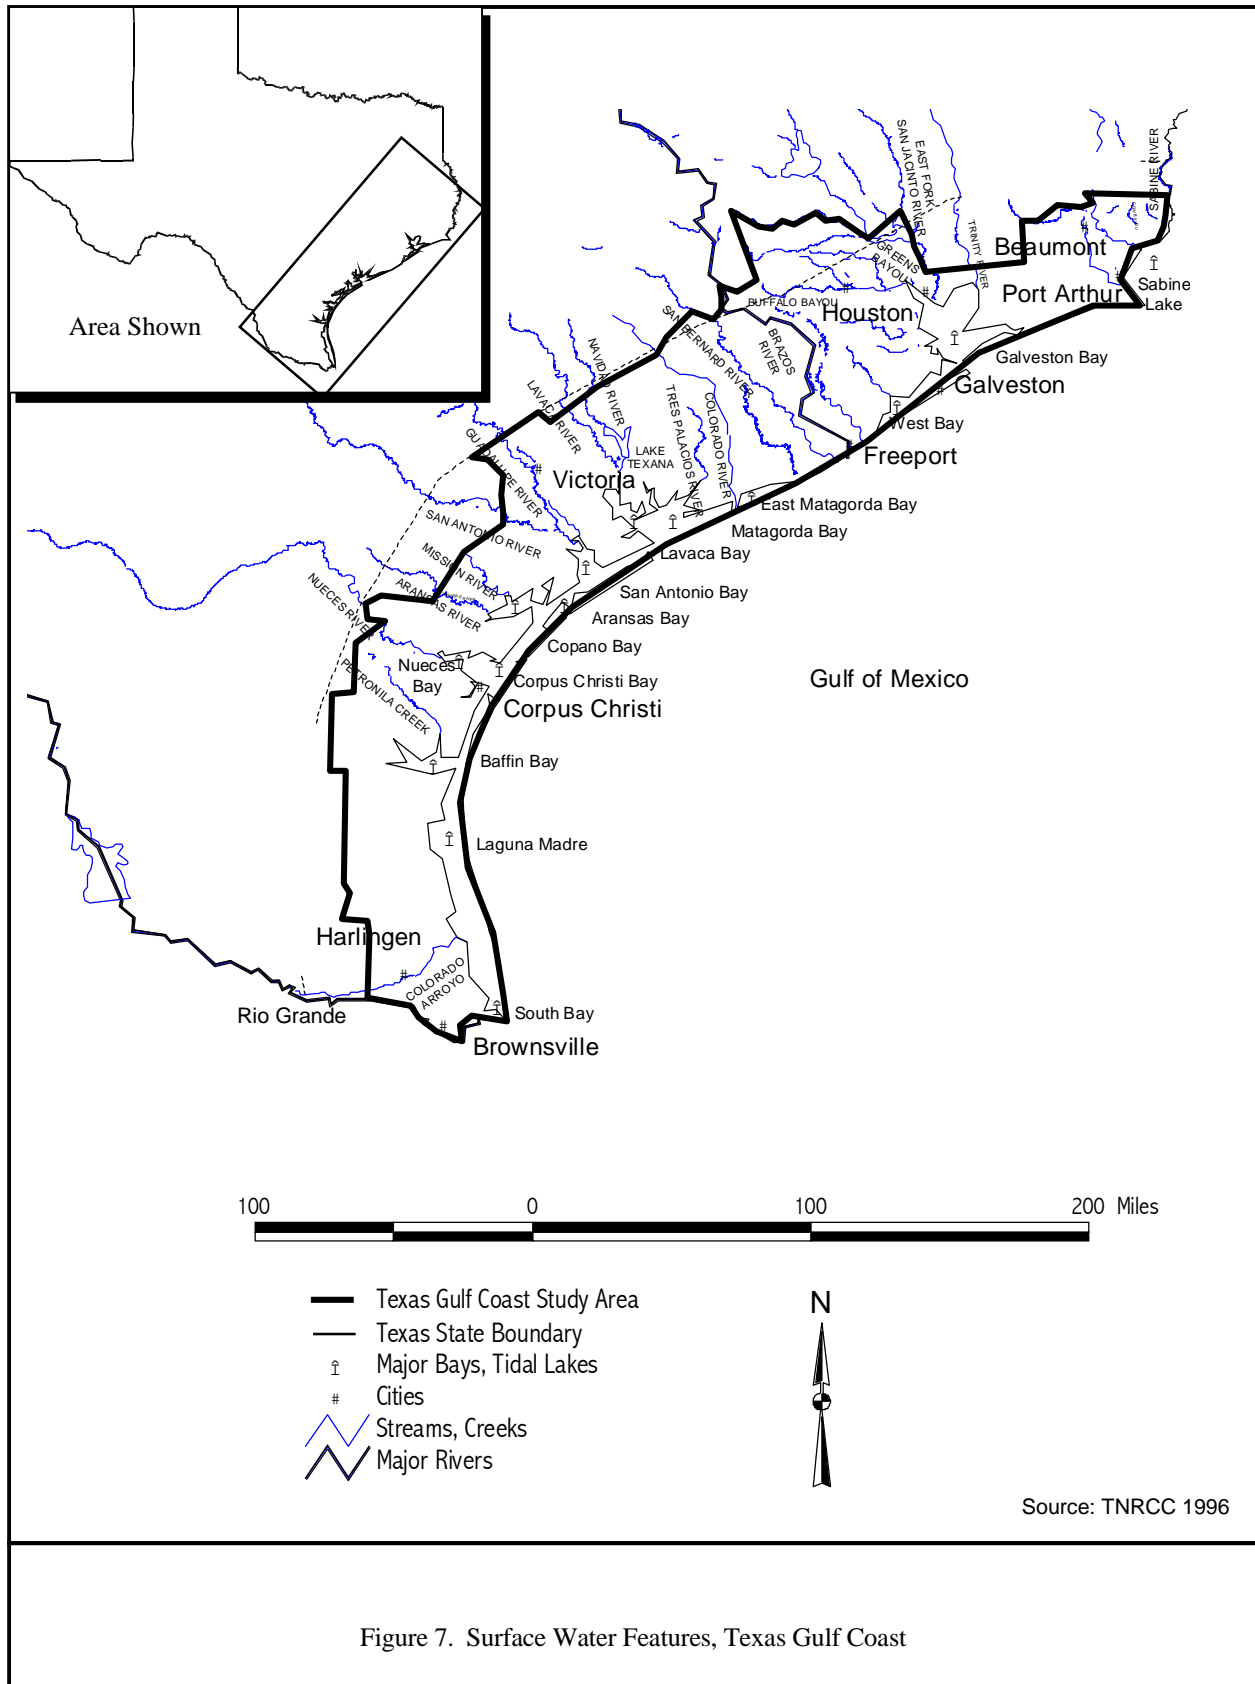 Area Shown
SABINE RIVER
EAST FORK
SAN JACINTO RIVER
TRINITY RIVER
GREENS
BAYOU
Beaumont
Port Arthur
Sabine
Lake
BUFFALO BAYOU
Houston
Galveston Bay
Galveston
West Bay
SAN BERNARD RIVER
BRAZOS
RIVER
NAVIDAD RIVER
LAVACA RIVER
TRES PALACIOS RIVER
COLORADO RIVER
Freeport
GUADALUPE RIVER
Victoria
LAKE
TEXANA
East Matagorda Bay
Matagorda Bay
SAN ANTONIO RIVER
Lavaca Bay
MISSION RIVER
San Antonio Bay
ARANSAS RIVER
Aransas Bay
NUECES RIVER
Copano Bay
Nueces
Bay
Corpus Christi Bay
Gulf of Mexico
PETRONILA CREEK
Corpus Christi
Baffin Bay
Laguna Madre
Harlingen
COLORADO
ARROYO
Rio Grande
South Bay
Brownsville
100 0 100 200 Miles
Texas Gulf Coast Study Area
Texas State Boundary
Major Bays, Tidal Lakes
# Cities
Streams, Creeks
Major Rivers
N
Source: TNRCC 1996
Figure 7. Surface Water Features, Texas Gulf Coast